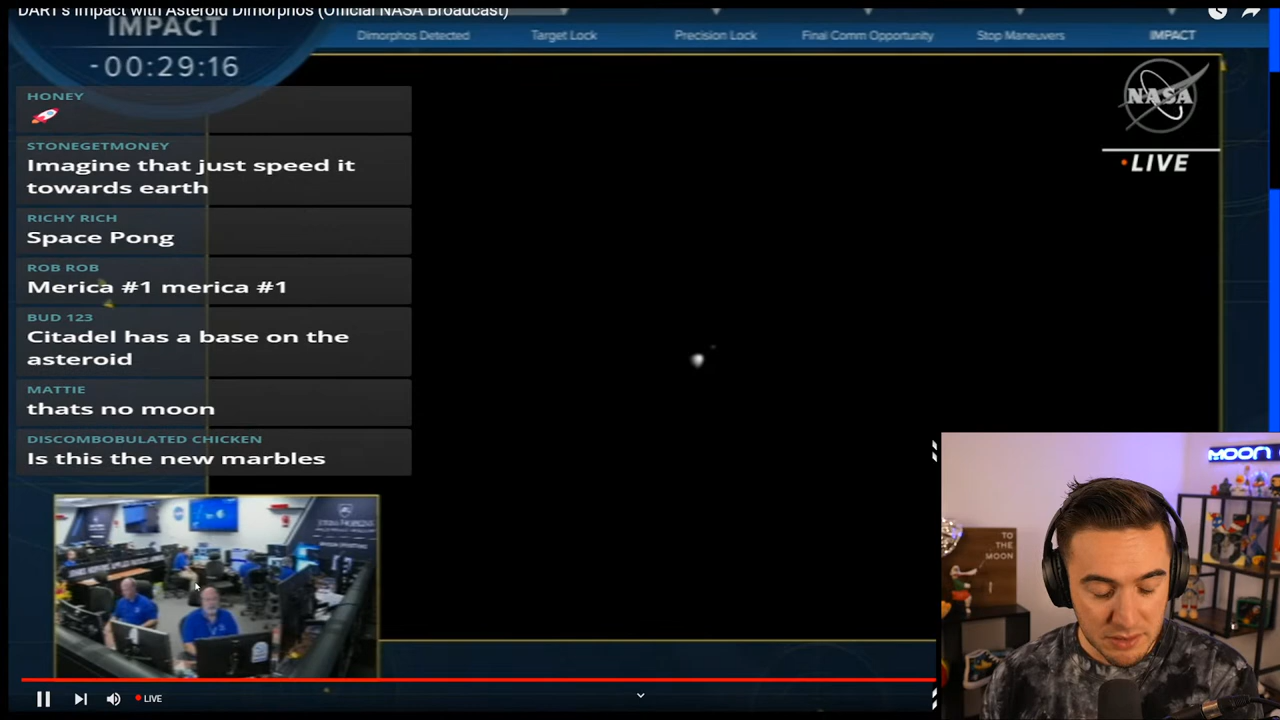 DART's Impact with Asteroid Dimorphos (Official NASA Broadcast)
IMPACT
-00:29:16
Dimorphos Detected
Target Lock
Precision Lock
Final Comm Opportunity
Stop Maneuvers
IMPACT
NASA
LIVE
HONEY
STONEGETMONEY
Imagine that just speed it
towards earth
RICHY RICH
Space Pong
ROB ROB
Merica #1 merica #1
BUD 123
Citadel has a base on the
asteroid
MATTIE
thats no moon
DISCOMBOBULATED CHICKEN
Is this the new marbles
JOHNS HOPKINS
MOON
TO
THE
MOON
LIVE